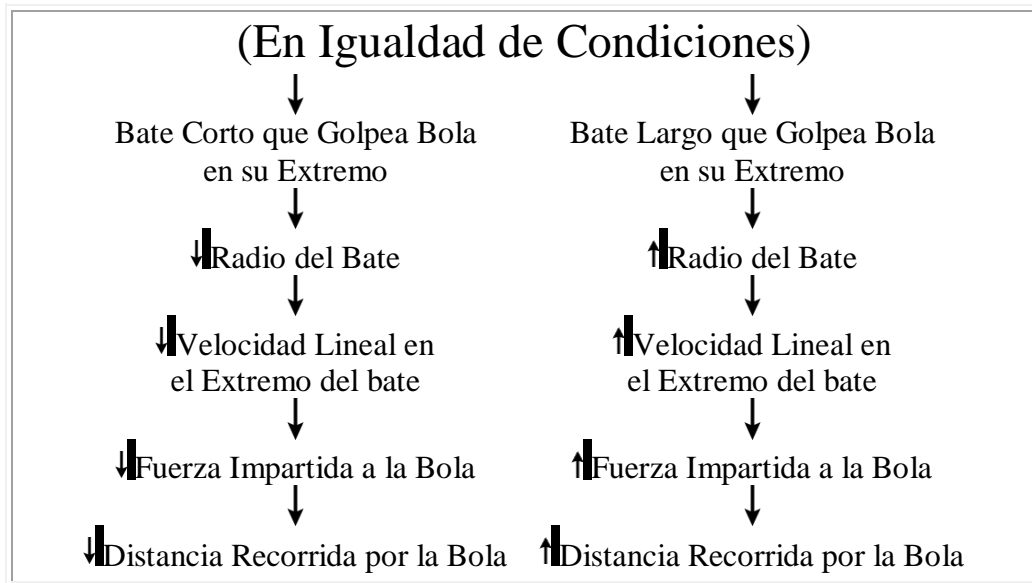 (En Igualdad de Condiciones)
Bate Corto que Golpea Bola
en su Extremo
↓Radio del Bate
↓Velocidad Lineal en
el Extremo del bate
↓Fuerza Impartida a la Bola
↓Distancia Recorrida por la Bola
Bate Largo que Golpea Bola
en su Extremo
↑Radio del Bate
↑Velocidad Lineal en
el Extremo del bate
↑Fuerza Impartida a la Bola
↑Distancia Recorrida por la Bola